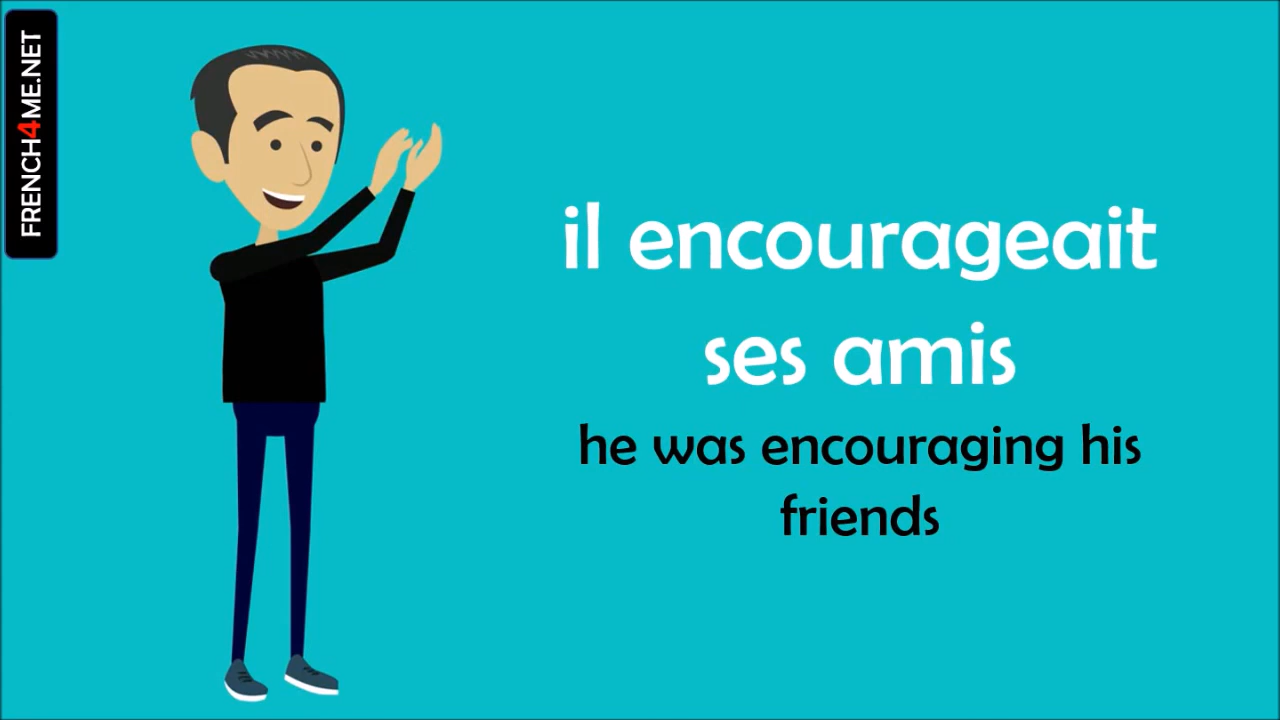 FRENCH4ME.NET
il encourageait
ses amis
he was encouraging his
friends